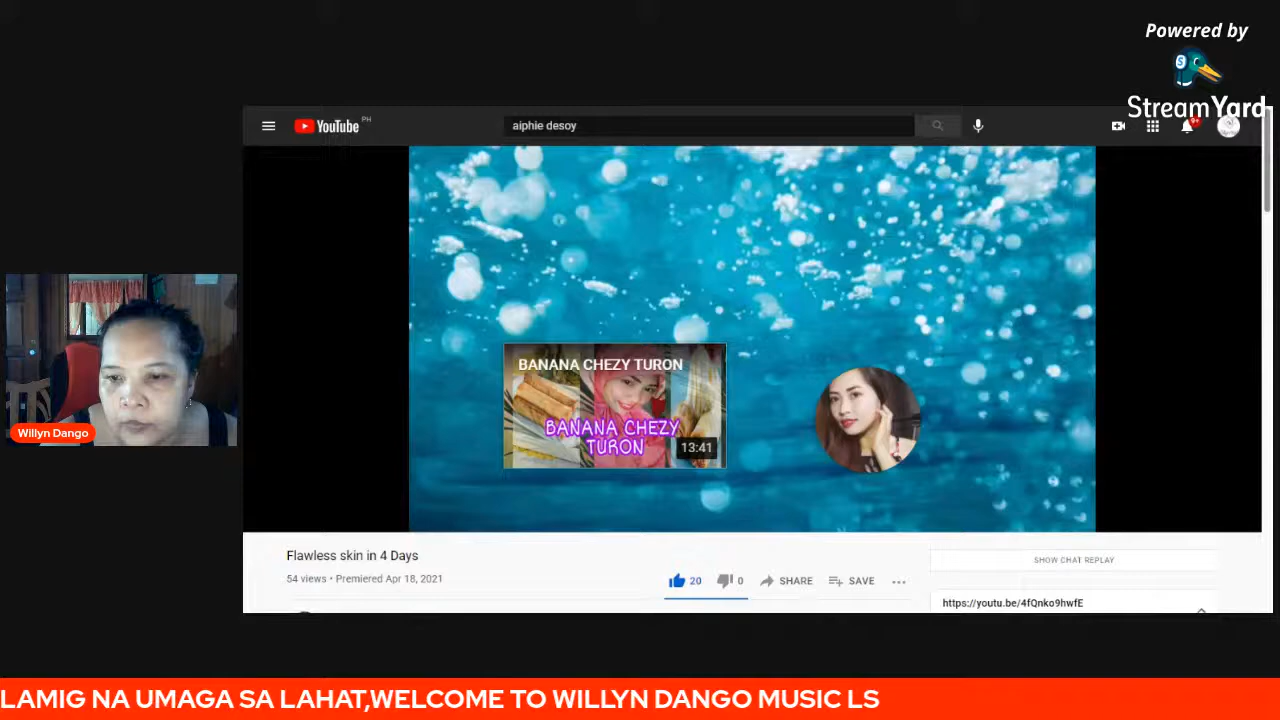 Powered by
StreamYard
YouTube PH
aiphie desoy
9+
BANANA CHEZY TURON
BANANA CHEZY
TURON
13:41
Willyn Dango
Flawless skin in 4 Days
54 views • Premiered Apr 18, 2021
20
0
SHARE
SAVE
SHOW CHAT REPLAY
https://youtu.be/4fQnko9hwfE
LAMIG NA UMAGA SA LAHAT,WELCOME TO WILLYN DANGO MUSIC LS